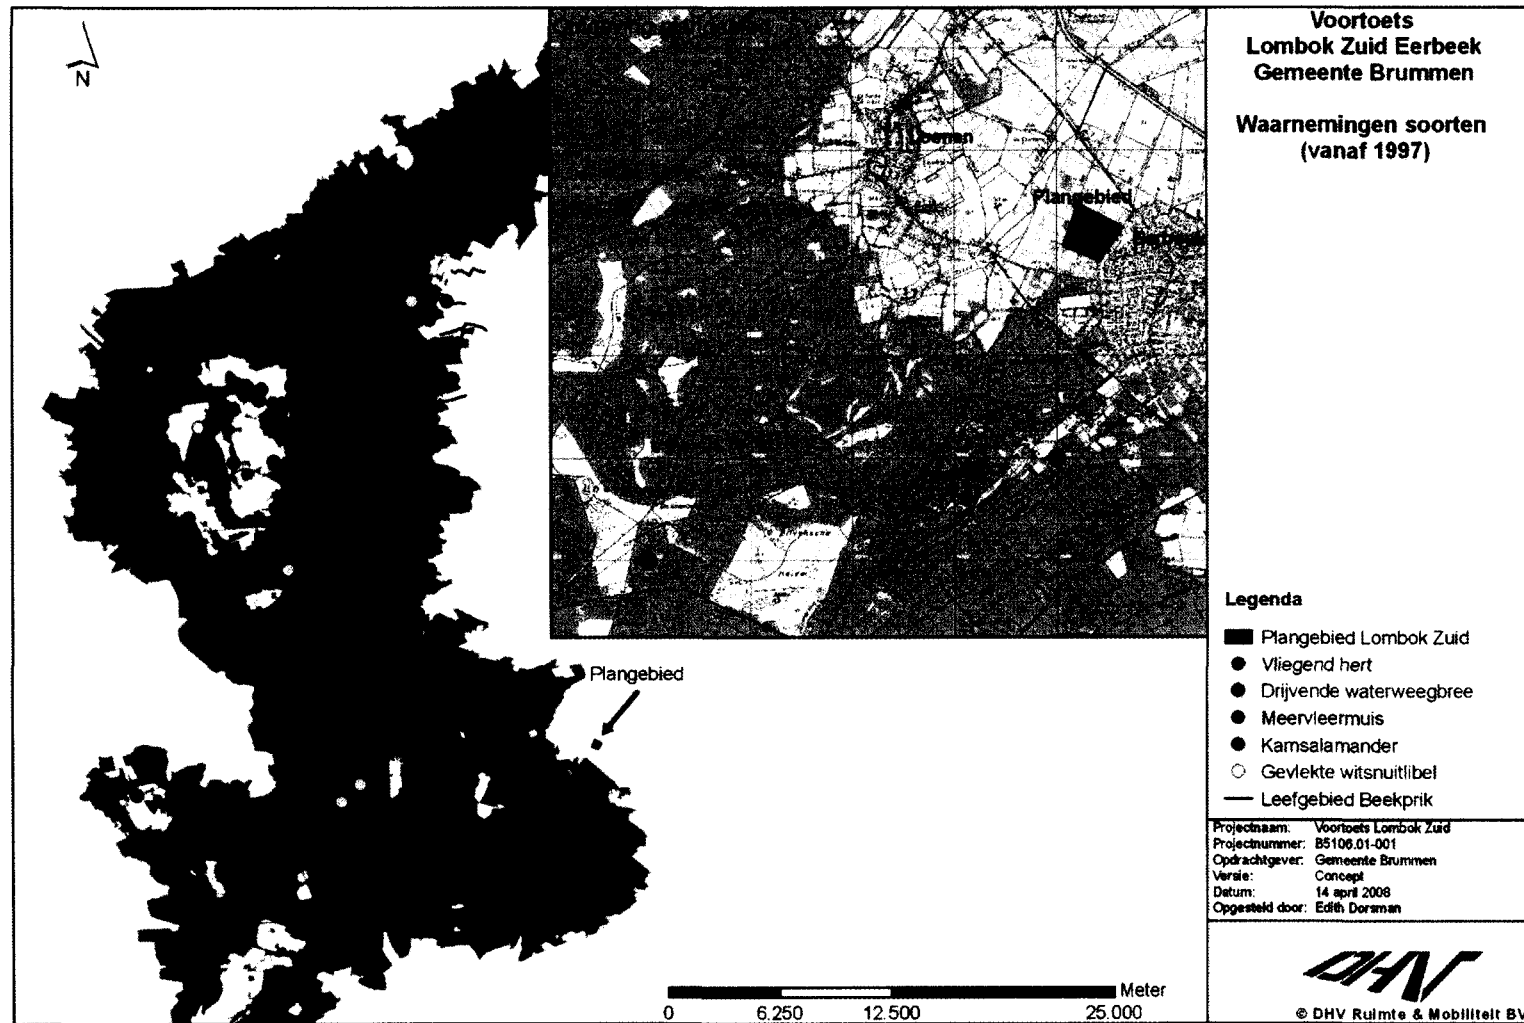 Voortoets
Lombok Zuid Eerbeek
Gemeente Brummen
Waarnemingen soorten
(vanaf 1997)
N
Plangebied
Plangebied
Legenda
Plangebied Lombok Zuid
Vliegend hert
Drijvende waterweegbree
Meervleermuis
Kamsalamander
Gevlekte witsnuitlibel
Leefgebied Beekprik
Projectnaam: Voortoets Lombok Zuid
Projectnummer: B5106.01-001
Opdrachtgever: Gemeente Brummen
Versie: Concept
Datum: 14 april 2008
Opgesteld door: Edith Dorsman
Meter
0 6.250 12.500 25.000
DHV
© DHV Ruimte & Mobiliteit BV